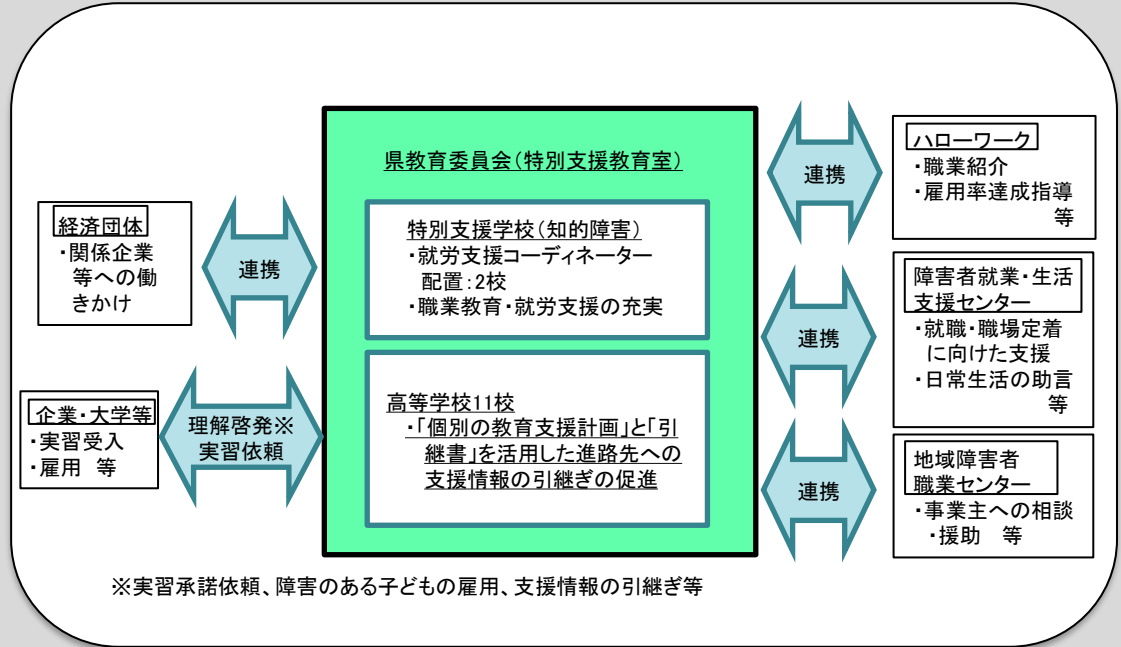 経済団体
・関係企業
等への働
きかけ
連携
企業・大学等
・実習受入
・雇用 等
理解啓発※
実習依頼
県教育委員会(特別支援教育室)
特別支援学校(知的障害)
・就労支援コーディネーター
配置:2校
・職業教育・就労支援の充実
高等学校11校
・「個別の教育支援計画」と「引
継書」を活用した進路先への
支援情報の引継ぎの促進
連携
ハローワーク
・職業紹介
・雇用率達成指導
等
連携
障害者就業・生活
支援センター
・就職・職場定着
に向けた支援
・日常生活の助言
等
連携
地域障害者
職業センター
・事業主への相談
・援助 等
※実習承諾依頼、障害のある子どもの雇用、支援情報の引継ぎ等